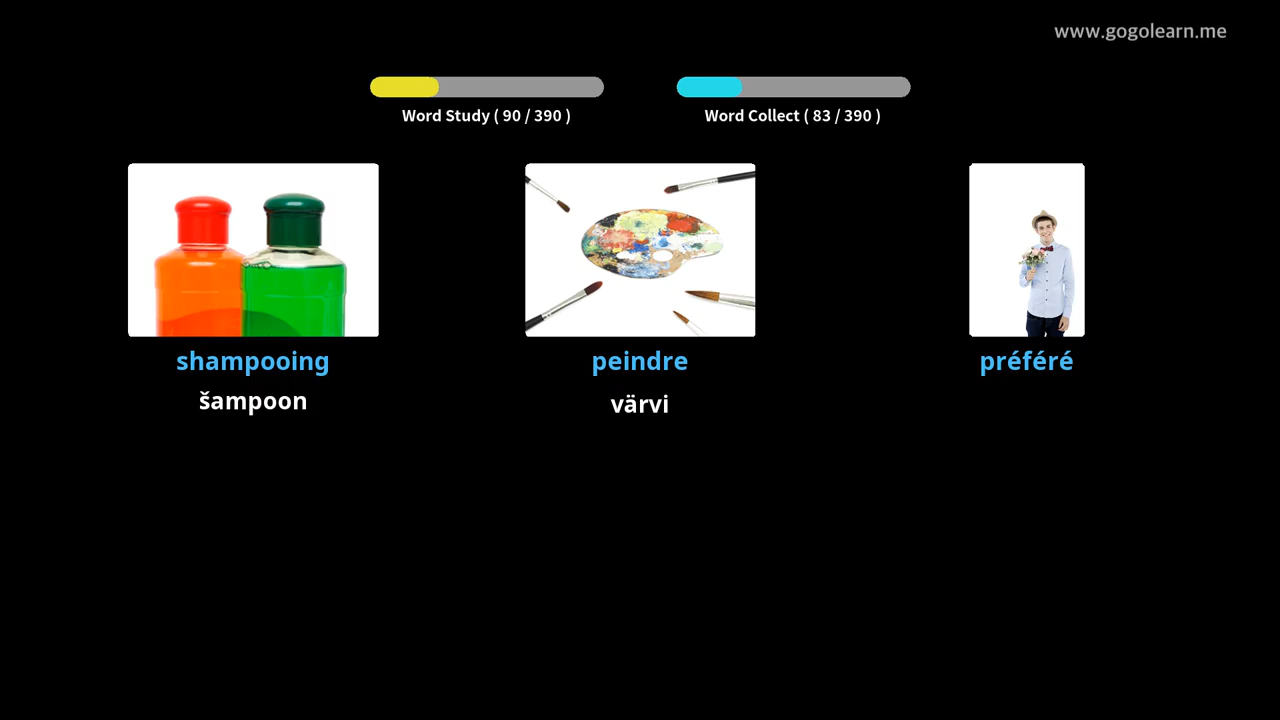 www.gogolearn.me
Word Study ( 90 / 390 )
Word Collect ( 83 / 390 )
shampooing
šampoon
peindre
värvi
préféré